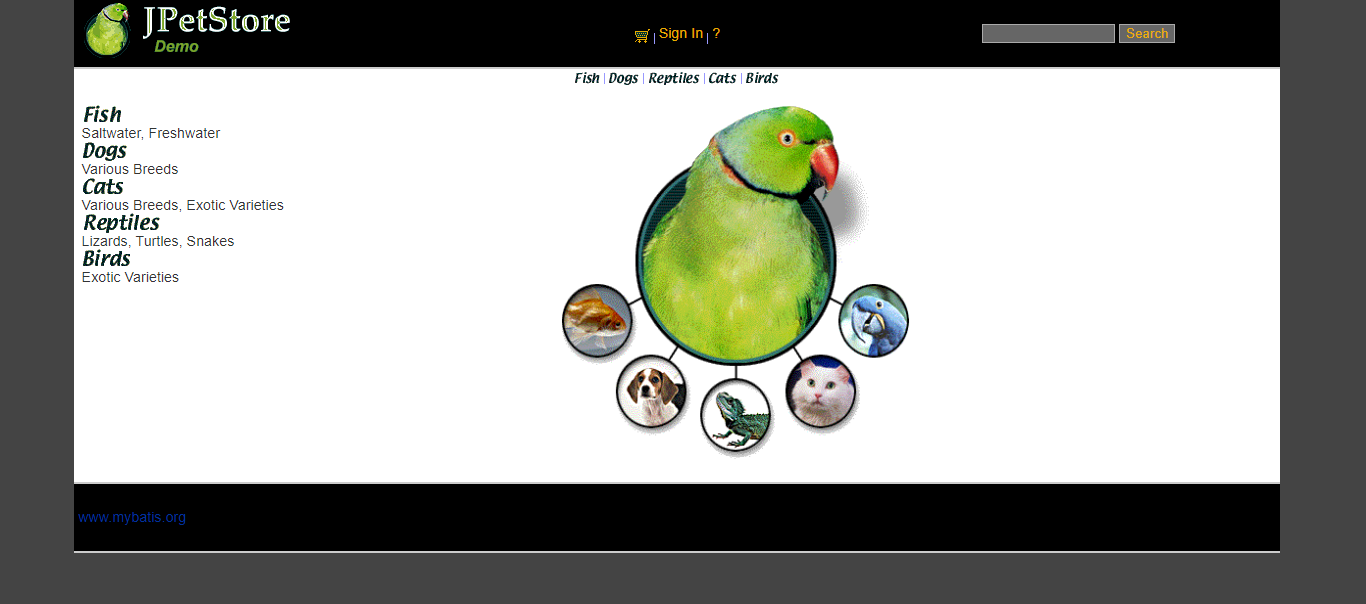 JPetStore
Demo
Sign In | ?
Search
Fish | Dogs | Reptiles | Cats | Birds
Fish
Saltwater, Freshwater
Dogs
Various Breeds
Cats
Various Breeds, Exotic Varieties
Reptiles
Lizards, Turtles, Snakes
Birds
Exotic Varieties
www.mybatis.org